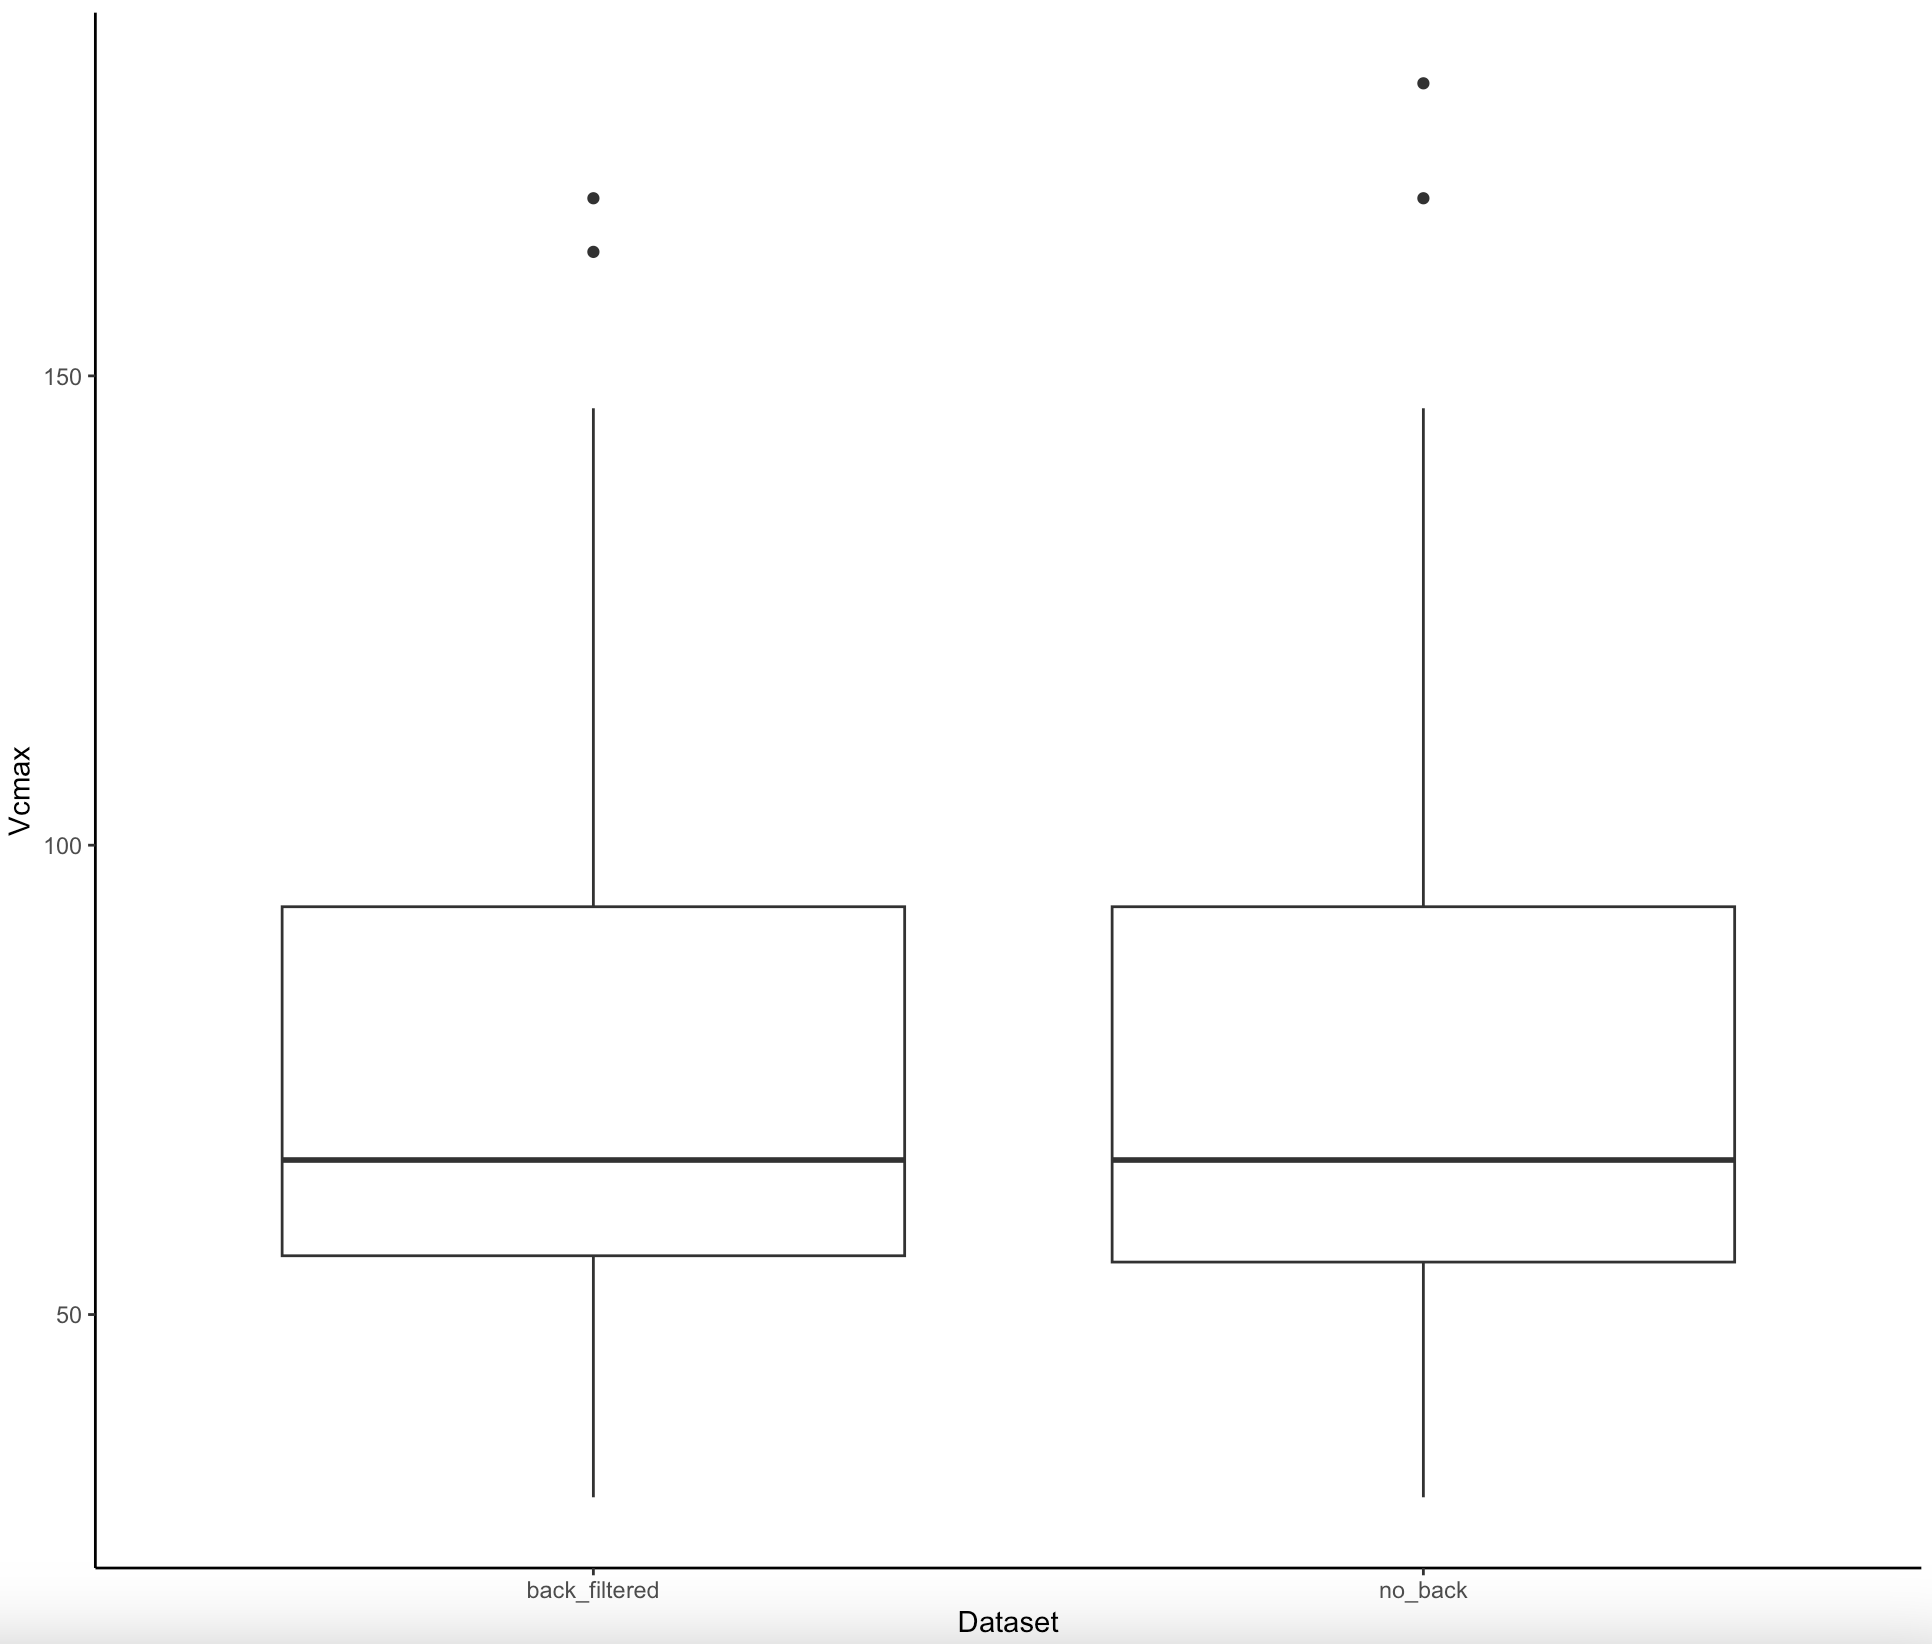 Vcmax
150
100
50
back_filtered
no_back
Dataset